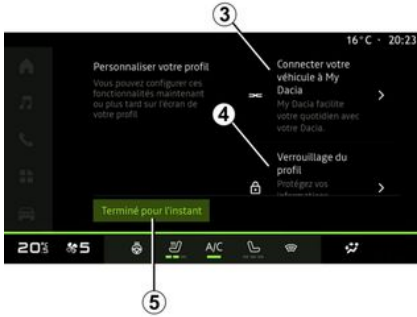 3
16°C · 20:23
Personnaliser votre profil
Vous pouvez configurer ces
fonctionnalités maintenant
ou plus tard sur l'écran de
votre profil
Connecter votre
véhicule à My
Dacia
My Dacia facilite
votre quotidien avec
votre Dacia.
4
Verrouillage du
profil
Protégez vos
informations
Terminé pour l'instant
20°5 5 A/C
5